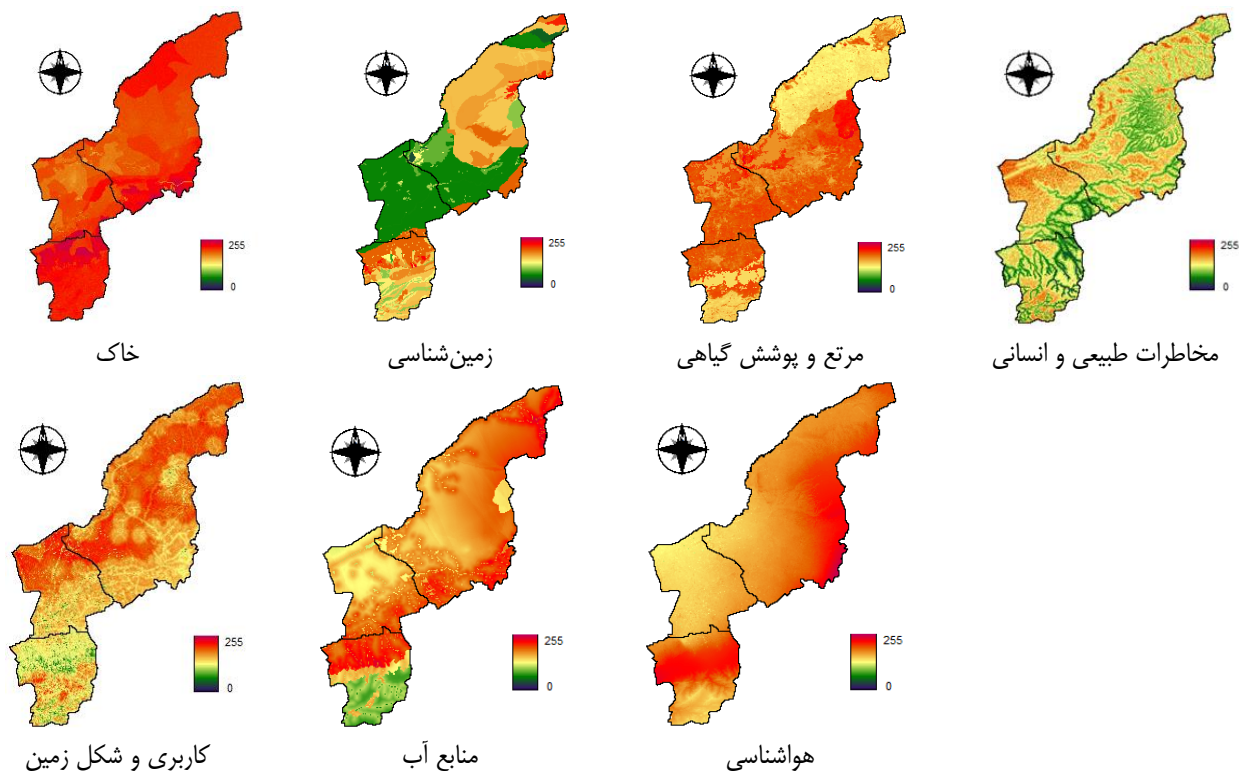 255
0
255
0
255
0
255
0
مخاطرات طبیعی و انسانی
مرتع و پوشش گیاهی
زمین‌شناسی
خاک
255
0
255
0
255
0
هواشناسی
منابع آب
کاربری و شکل زمین